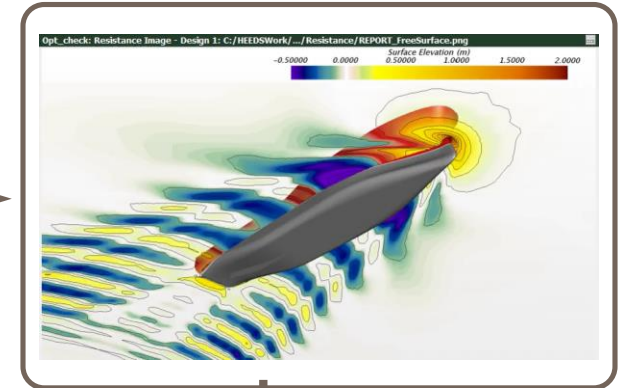 Opt_check: Resistance Image - Design 1: C:/HEEDSWork/.../Resistance/REPORT_FreeSurface.png
Surface Elevation (m)
-0.50000 0.0000 0.50000 1.0000 1.5000 2.0000